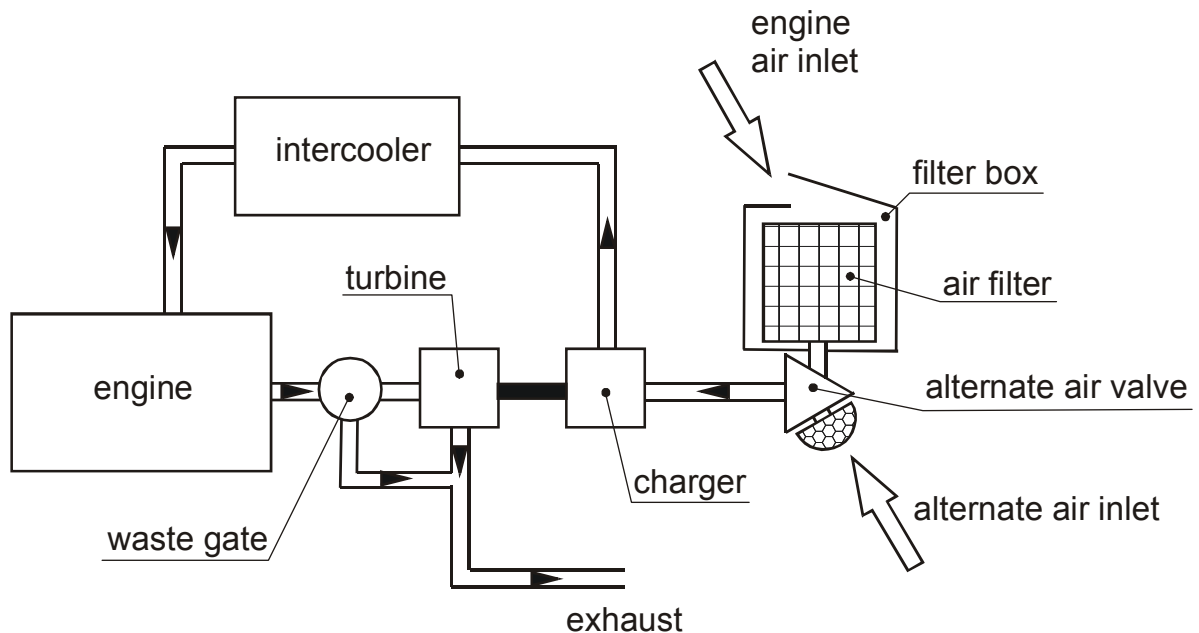 engine
air inlet
intercooler
filter box
turbine
air filter
engine
alternate air valve
charger
alternate air inlet
waste gate
exhaust